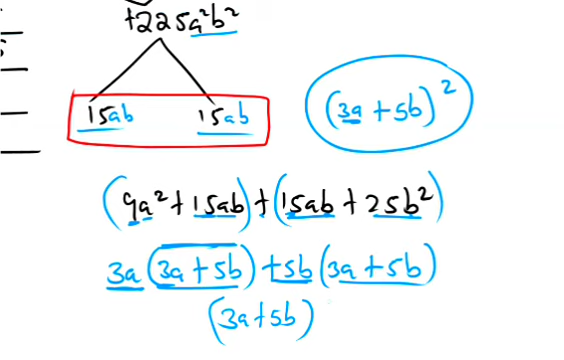 +225a²b²
15ab 15ab
(3a + 5b)²
(9a² + 15ab) + (15ab + 25b²)
3a(3a + 5b) + 5b(3a + 5b)
(3a + 5b)